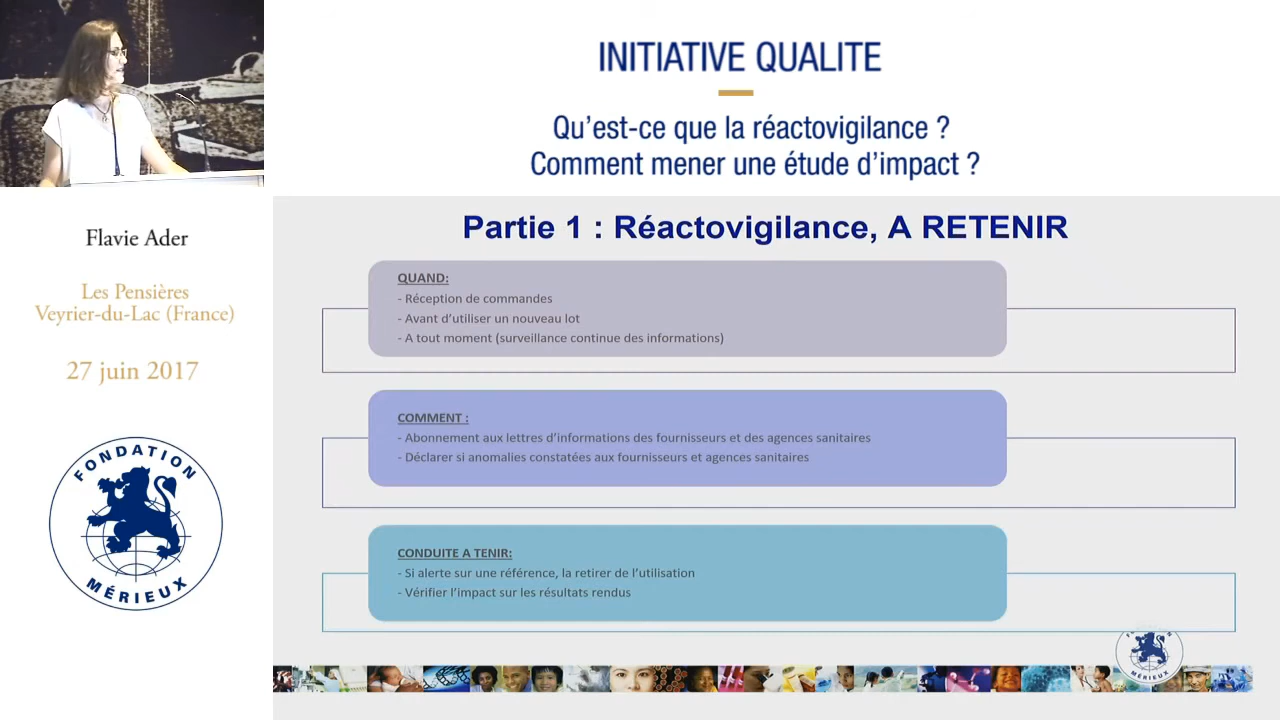 INITIATIVE QUALITE
Qu'est-ce que la réactovigilance ?
Comment mener une étude d'impact ?
Flavie Ader
Les Pensières
Veyrier-du-Lac (France)
27 juin 2017
FONDATION
MÉRIEUX
Partie 1 : Réactovigilance, A RETENIR
QUAND:
- Réception de commandes
- Avant d'utiliser un nouveau lot
- A tout moment (surveillance continue des informations)
COMMENT :
- Abonnement aux lettres d'informations des fournisseurs et des agences sanitaires
- Déclarer si anomalies constatées aux fournisseurs et agences sanitaires
CONDUITE A TENIR:
- Si alerte sur une référence, la retirer de l'utilisation
- Vérifier l'impact sur les résultats rendus
FONDATION
MÉRIEUX